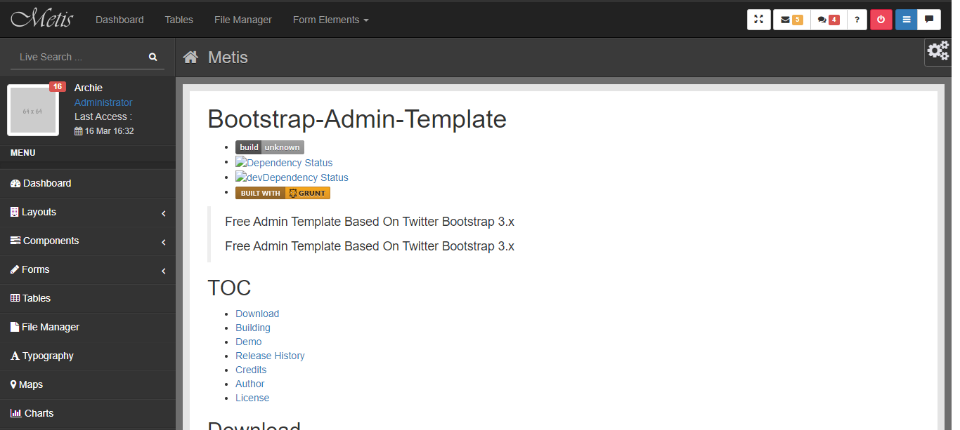 Metis
Dashboard
Tables
File Manager
Form Elements
5
4
?
Live Search ...
Metis
16
Archie
Administrator
Last Access :
16 Mar 16:32
MENU
Dashboard
Layouts
Components
Forms
Tables
File Manager
Typography
Maps
Charts
Bootstrap-Admin-Template
build unknown
Dependency Status
devDependency Status
BUILT WITH GRUNT
Free Admin Template Based On Twitter Bootstrap 3.x
Free Admin Template Based On Twitter Bootstrap 3.x
TOC
Download
Building
Demo
Release History
Credits
Author
License
Download